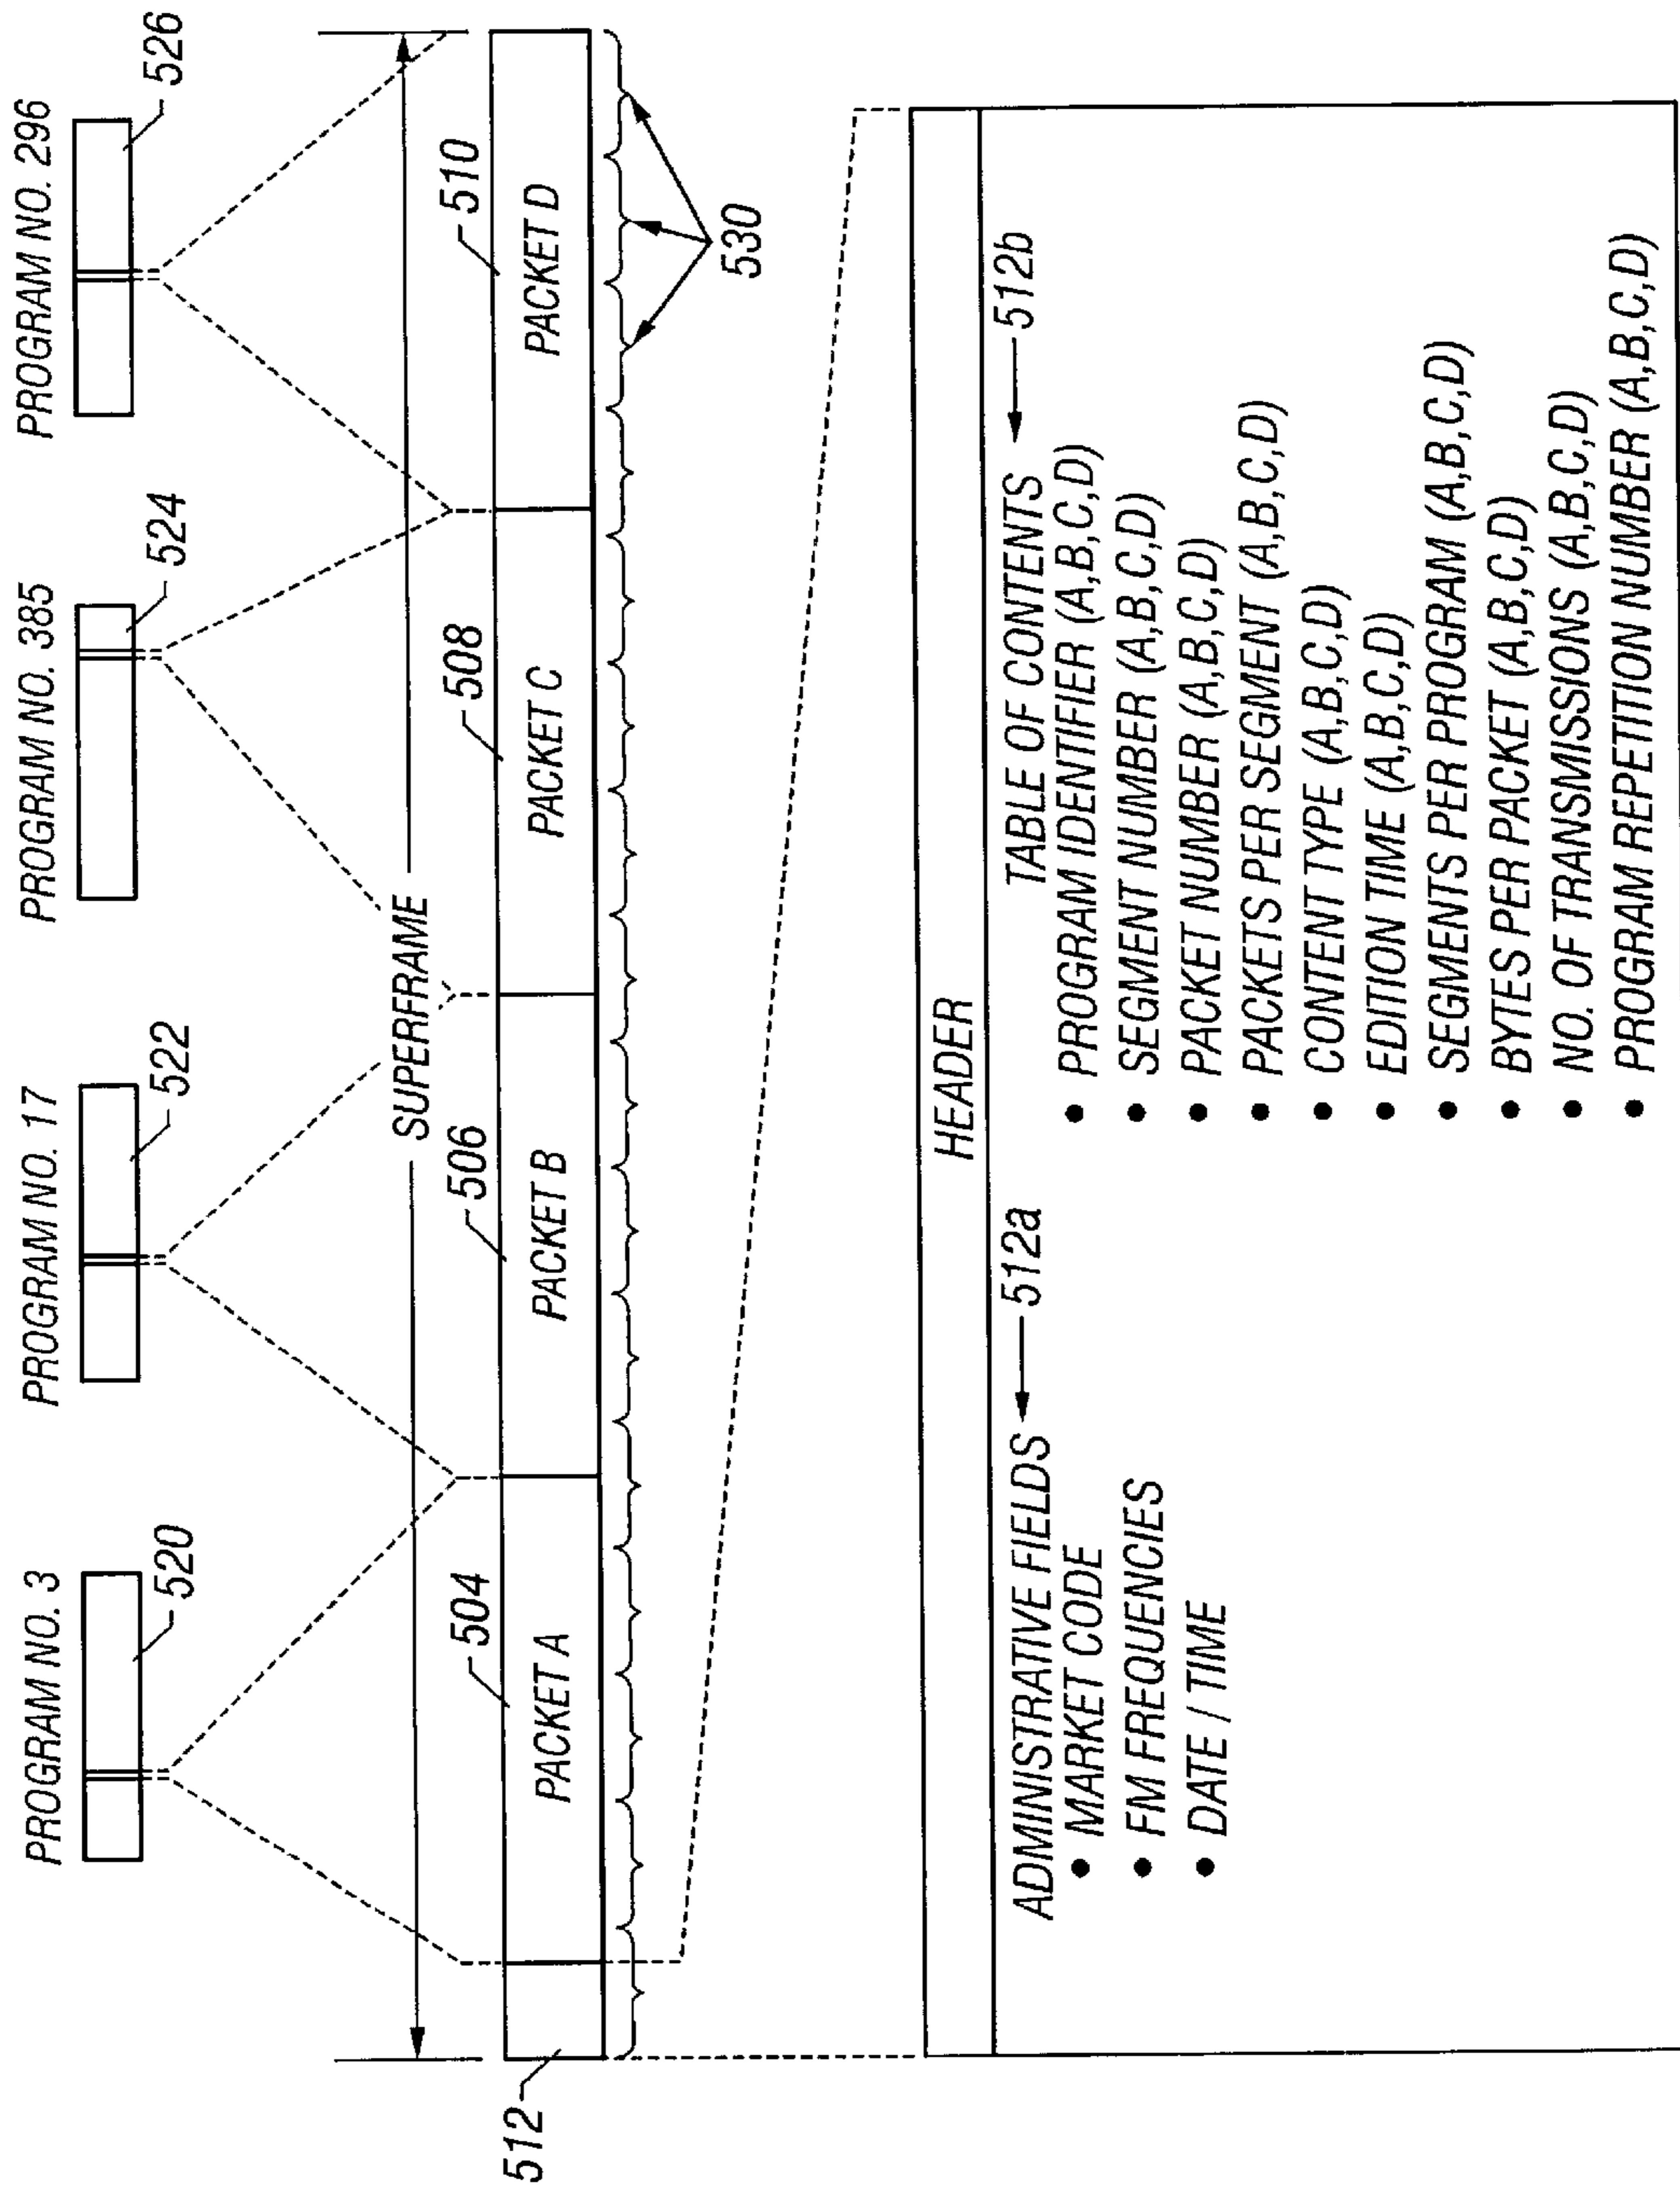 PROGRAM NO. 3
PROGRAM NO. 17
PROGRAM NO. 385
PROGRAM NO. 296
520
522
524
526
SUPERFRAME
504
506
508
510
512
PACKET A
PACKET B
PACKET C
PACKET D
530
HEADER
ADMINISTRATIVE FIELDS
512a
• MARKET CODE
• FM FREQUENCIES
• DATE / TIME
TABLE OF CONTENTS
512b
• PROGRAM IDENTIFIER (A,B,C,D)
• SEGMENT NUMBER (A,B,C,D)
• PACKET NUMBER (A,B,C,D)
• PACKETS PER SEGMENT (A,B,C,D)
• CONTENT TYPE (A,B,C,D)
• EDITION TIME (A,B,C,D)
• SEGMENTS PER PROGRAM (A,B,C,D)
• BYTES PER PACKET (A,B,C,D)
• NO. OF TRANSMISSIONS (A,B,C,D)
• PROGRAM REPETITION NUMBER (A,B,C,D)